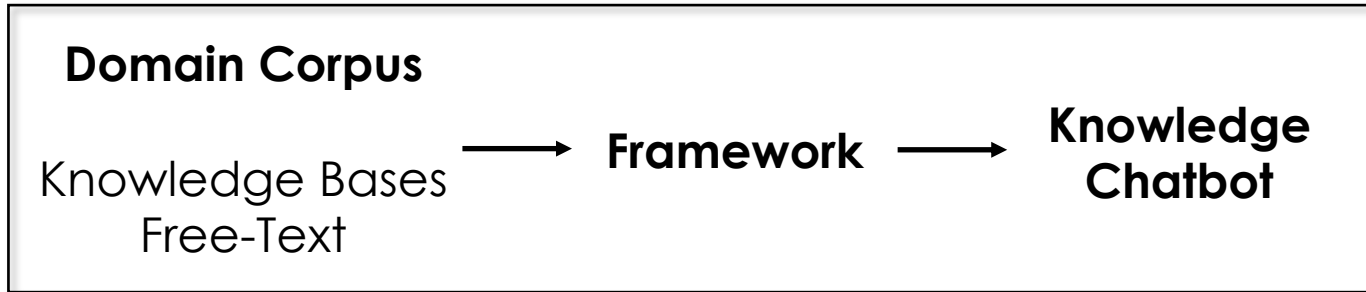 Domain Corpus
Knowledge Bases
Free-Text
Framework
Knowledge
Chatbot